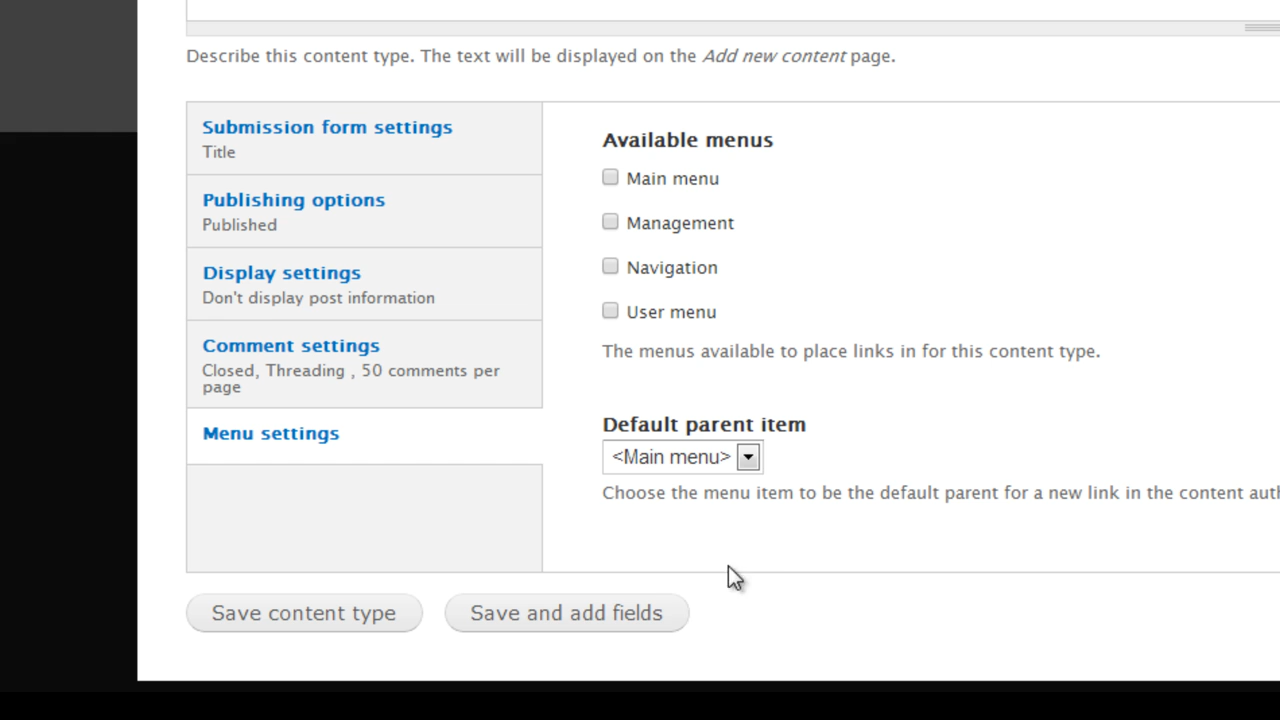 Describe this content type. The text will be displayed on the Add new content page.
Submission form settings
Title
Publishing options
Published
Display settings
Don't display post information
Comment settings
Closed, Threading , 50 comments per
page
Menu settings
Available menus
Main menu
Management
Navigation
User menu
The menus available to place links in for this content type.
Default parent item
<Main menu>
Choose the menu item to be the default parent for a new link in the content
Save content type
Save and add fields